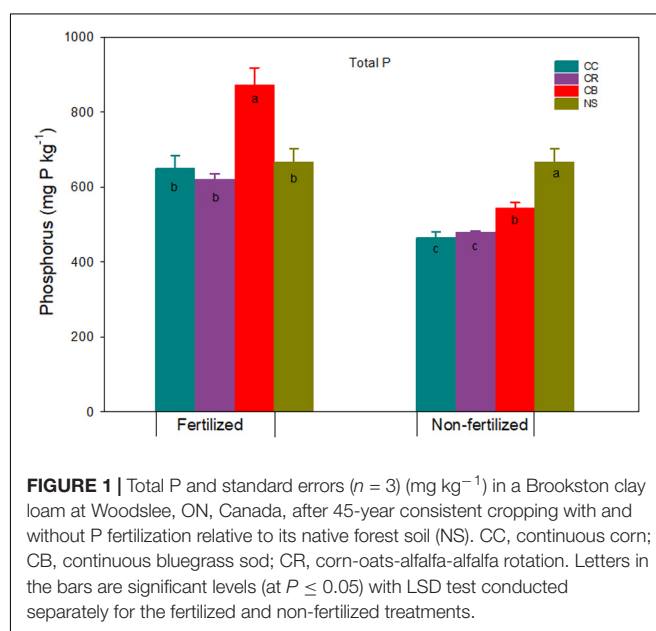 1000
800
600
400
200
0
Phosphorus (mg P kg⁻¹)
Total P
CC
CR
CB
NS
b
b
a
b
c
c
b
a
Fertilized
Non-fertilized
FIGURE 1 | Total P and standard errors (n = 3) (mg kg⁻¹) in a Brookston clay
loam at Woodslee, ON, Canada, after 45-year consistent cropping with and
without P fertilization relative to its native forest soil (NS). CC, continuous corn;
CB, continuous bluegrass sod; CR, corn-oats-alfalfa-alfalfa rotation. Letters in
the bars are significant levels (at P ≤ 0.05) with LSD test conducted
separately for the fertilized and non-fertilized treatments.